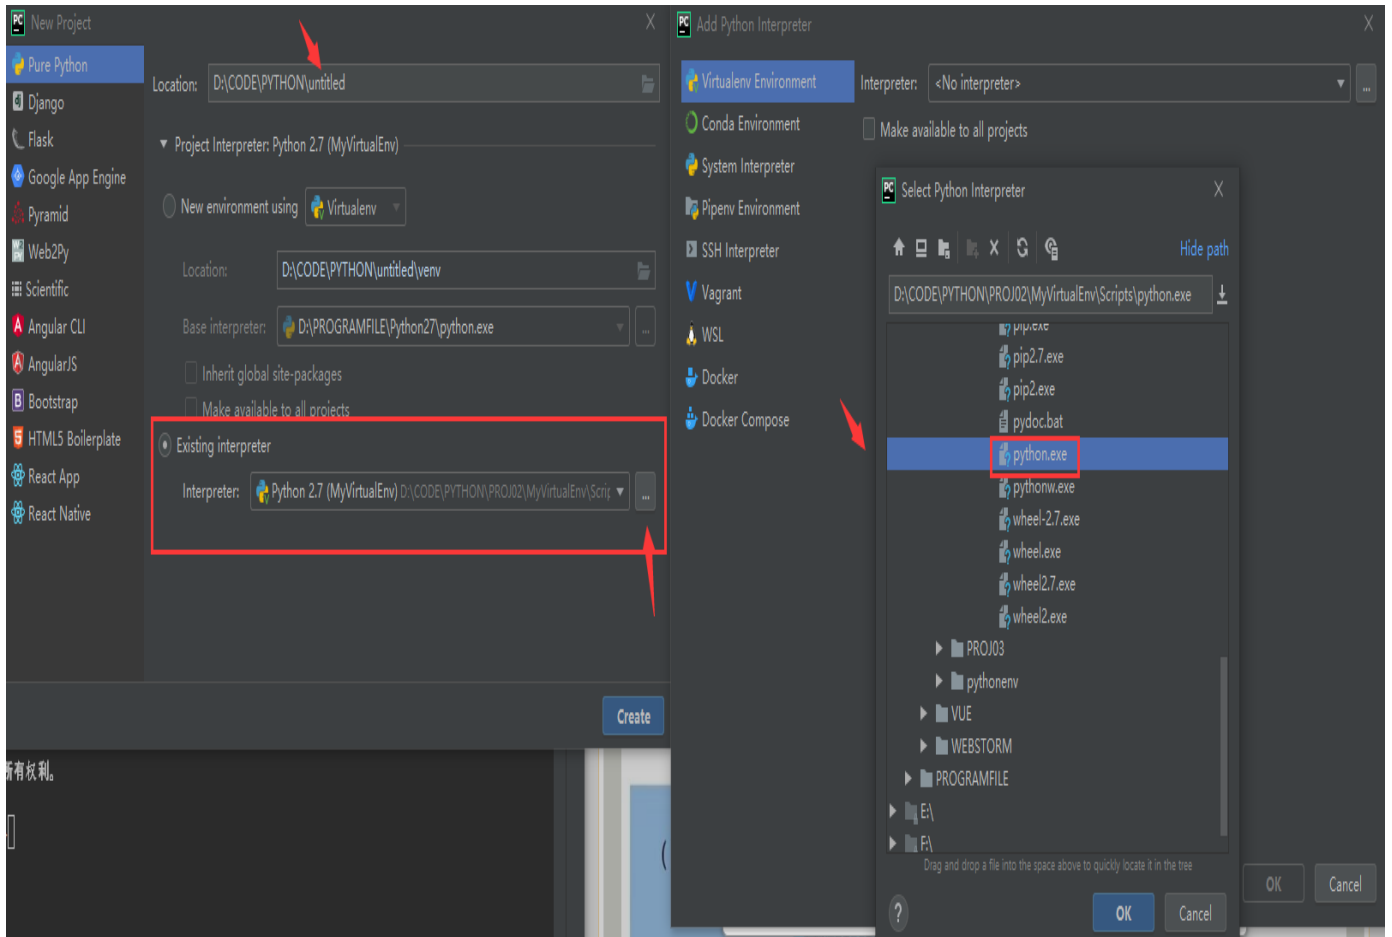 New Project
Pure Python
Django
Flask
Google App Engine
Pyramid
Web2Py
Scientific
Angular CLI
AngularJS
Bootstrap
HTML5 Boilerplate
React App
React Native
Location: D:\CODE\PYTHON\untitled
Project Interpreter: Python 2.7 (MyVirtualEnv)
New environment using Virtualenv
Location: D:\CODE\PYTHON\untitled\venv
Base interpreter: D:\PROGRAMFILE\Python27\python.exe
...
Inherit global site-packages
Make available to all projects
Existing interpreter
Interpreter: Python 2.7 (MyVirtualEnv) D:\CODE\PYTHON\PROJ02\MyVirtualEnv\Scrip
...
Create
所有权利。
(
Add Python Interpreter
Virtualenv Environment
Conda Environment
System Interpreter
Pipenv Environment
SSH Interpreter
Vagrant
WSL
Docker
Docker Compose
Interpreter: <No interpreter>
...
Make available to all projects
Select Python Interpreter
Hide path
D:\CODE\PYTHON\PROJ02\MyVirtualEnv\Scripts\python.exe
pip.exe
pip2.7.exe
pip2.exe
pydoc.bat
python.exe
pythonw.exe
wheel-2.7.exe
wheel.exe
wheel2.7.exe
wheel2.exe
PROJ03
pythonenv
VUE
WEBSTORM
PROGRAMFILE
E:\
F:\
Drag and drop a file into the space above to quickly locate it in the tree
?
OK
Cancel
OK
Cancel